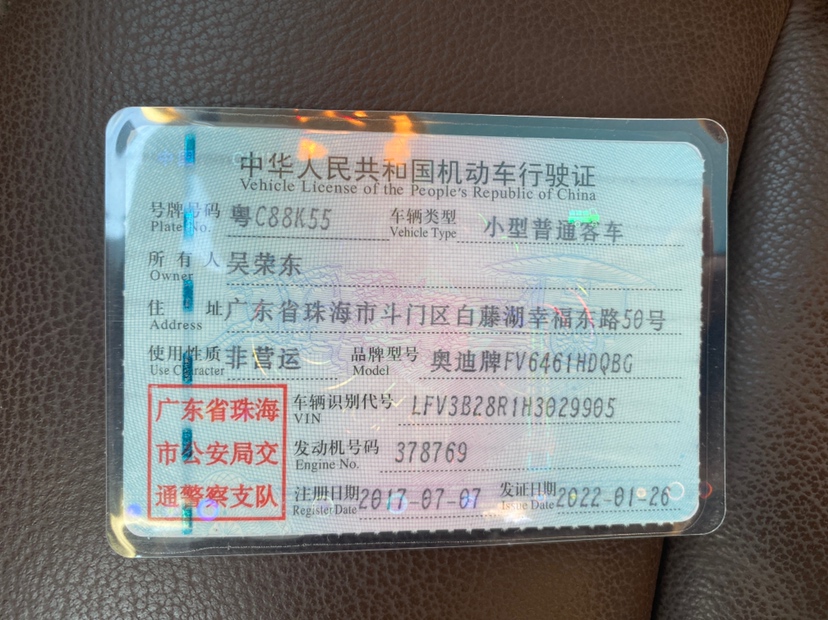 中华人民共和国机动车行驶证
Vehicle License of the People's Republic of China
号牌号码 粤C88K55 车辆类型 小型普通客车
Plate No. Vehicle Type
所有人 吴荣东
Owner
住址 广东省珠海市斗门区白藤湖幸福东路50号
Address
使用性质 非营运 品牌型号 奥迪牌FV6461HDQBG
Use Character Model
广东省珠海
市公安局交
通警察支队
车辆识别代号 LFV3B28R1H3029905
VIN
发动机号码 378769
Engine No.
注册日期 2017-07-07 发证日期 2022-01-26
Register Date Issue Date